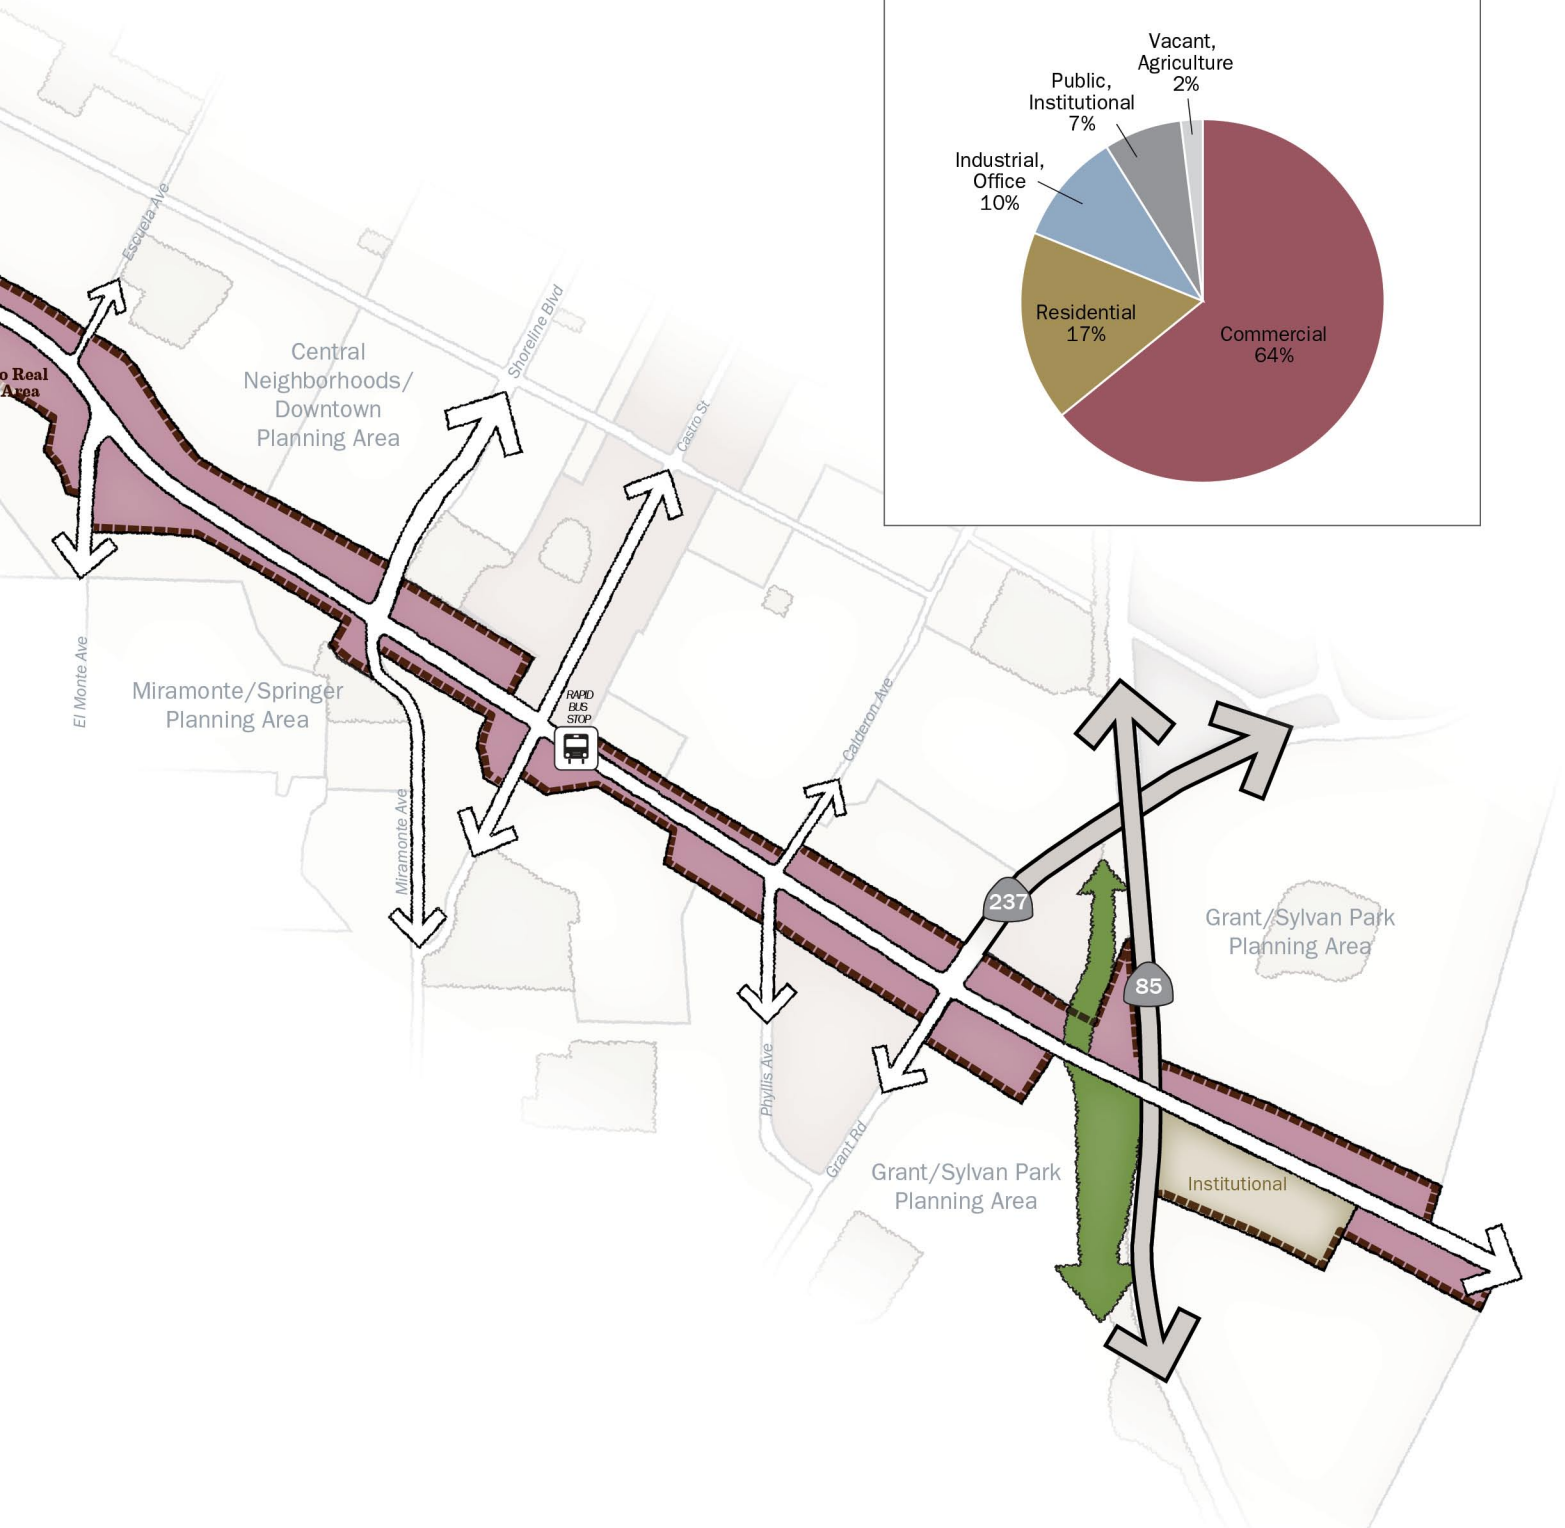 Vacant,
Agriculture
2%
Public,
Institutional
7%
Industrial,
Office
10%
Residential
17%
Commercial
64%
Escuela Ave
Shoreline Blvd
Central
Neighborhoods/
Downtown
Planning Area
o Real
Area
Castro St
El Monte Ave
Miramonte/Springer
Planning Area
RAPID
BUS
STOP
Calderon Ave
Miramonte Ave
237
Grant/Sylvan Park
Planning Area
85
Phyllis Ave
Grant Rd
Grant/Sylvan Park
Planning Area
Institutional